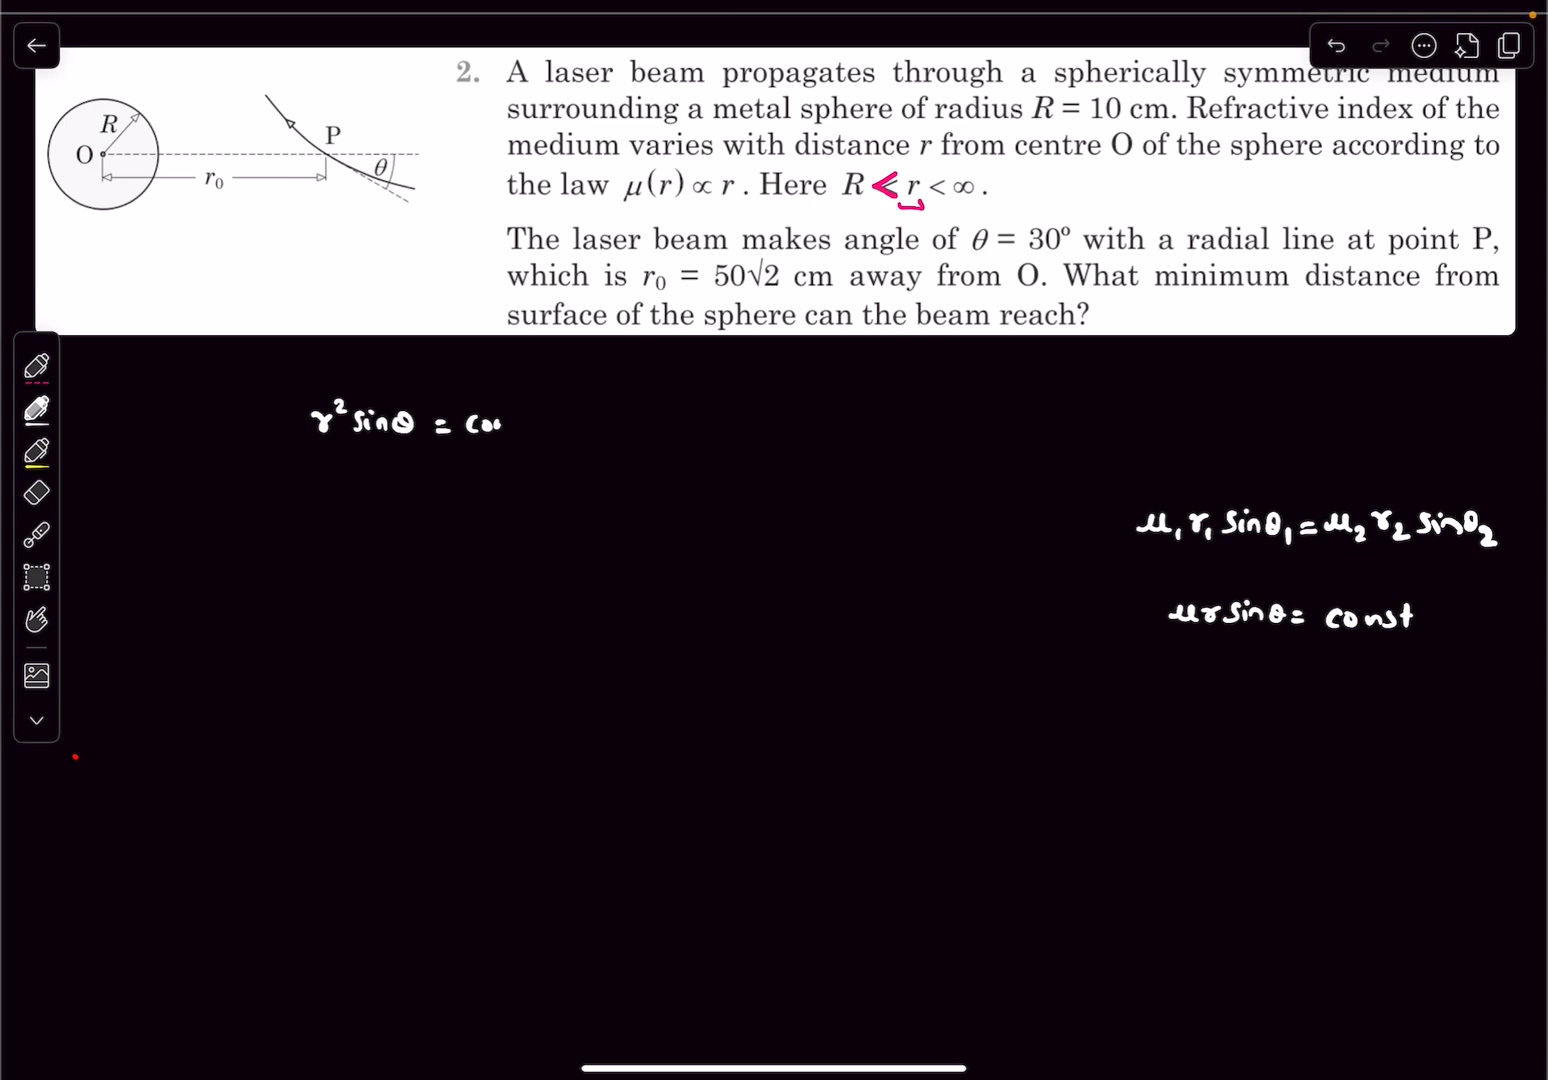 2. A laser beam propagates through a spherically symmetric medium
surrounding a metal sphere of radius R = 10 cm. Refractive index of the
medium varies with distance r from centre O of the sphere according to
the law μ(r) ∝ r. Here R < r < ∞.
The laser beam makes angle of θ = 30° with a radial line at point P,
which is r₀ = 50√2 cm away from O. What minimum distance from
surface of the sphere can the beam reach?
R
O
r₀
P
θ
r² sinθ = co
μ₁ r₁ sinθ₁ = μ₂ r₂ sinθ₂
μr sinθ = const